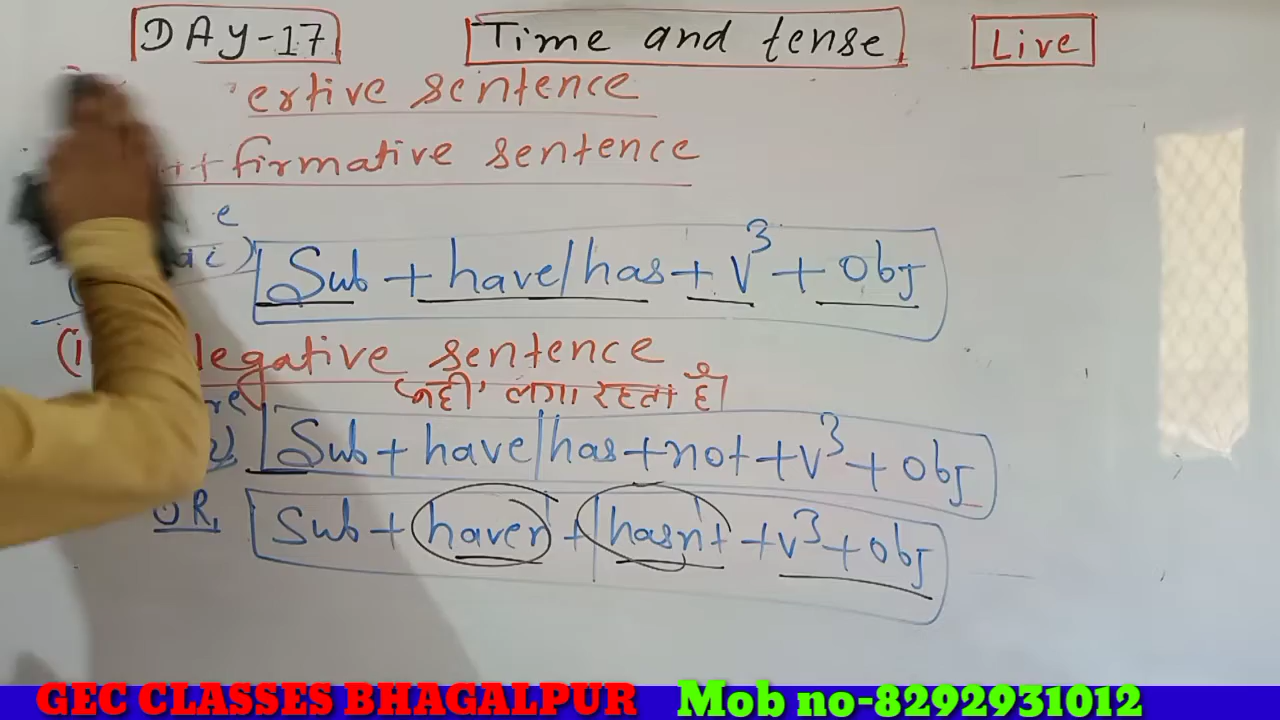 DAY-17 Time and tense Live
ertive sentence
firmative sentence
e
Sub + have/has + V³ + Obj
egative sentence
'नहीं' लगा रहता है।
re
Sub + have/has + not + V³ + Obj
OR, Sub + haven't / hasn't + V³ + Obj
GEC CLASSES BHAGALPUR Mob no-8292931012